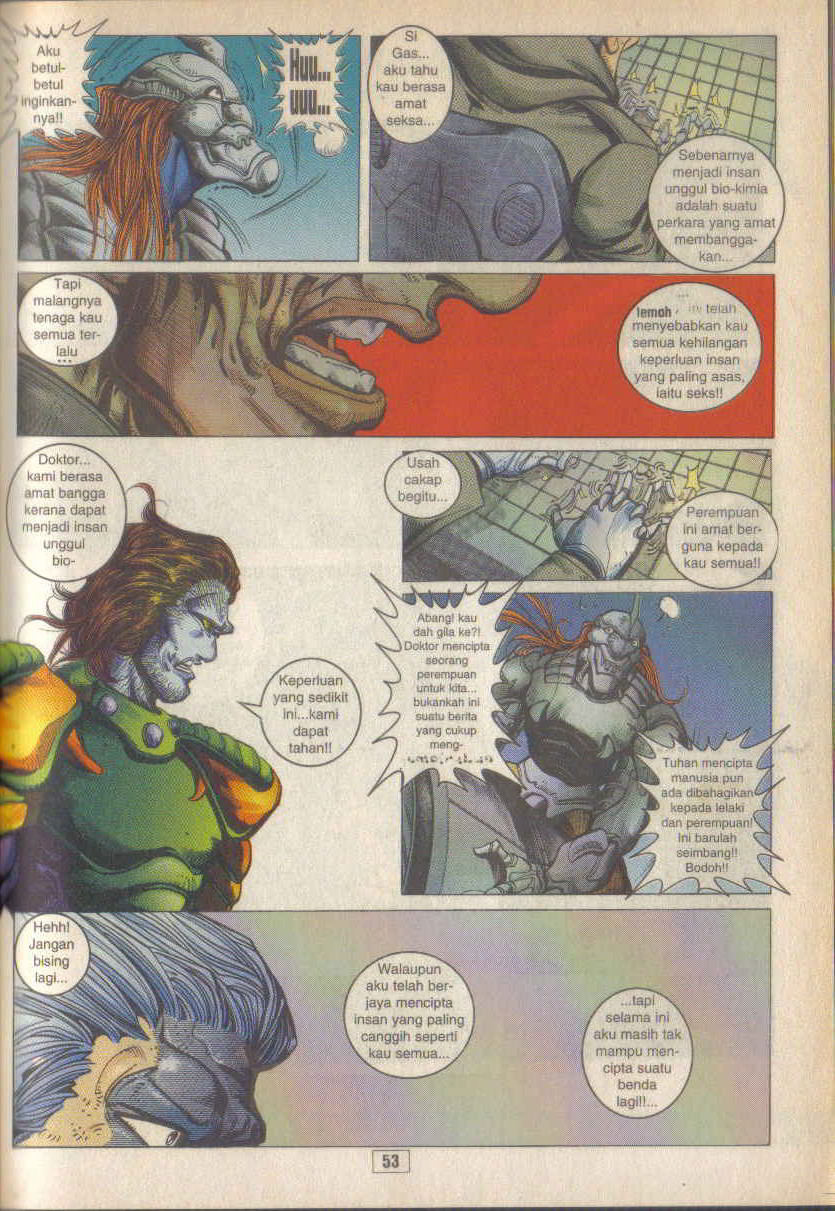 Aku
betul-
betul
inginkan-
nya!!
Huu...
uuu...
Si
Gas...
aku tahu
kau berasa
amat
seksa...
Sebenarnya
menjadi insan
unggul bio-kimia
adalah suatu
perkara yang amat
membangga-
kan...
Tapi
malangnya
tenaga kau
semua ter-
lalu
...
...
lemah ini telah
menyebabkan kau
semua kehilangan
keperluan insan
yang paling asas,
iaitu seks!!
Doktor...
kami berasa
amat bangga
kerana dapat
menjadi insan
unggul
bio-
Keperluan
yang sedikit
ini...kami
dapat
tahan!!
Usah
cakap
begitu...
Perempuan
ini amat ber-
guna kepada
kau semua!!
Abang! kau
dah gila ke?!
Doktor mencipta
seorang
perempuan
untuk kita...
bukankah ini
suatu berita
yang cukup
meng-
Tuhan mencipta
manusia pun
ada dibahagikan
kepada lelaki
dan perempuan!
Ini barulah
seimbang!!
Bodoh!!
Hehh!
Jangan
bising
lagi...
Walaupun
aku telah ber-
jaya mencipta
insan yang paling
canggih seperti
kau semua...
...tapi
selama ini
aku masih tak
mampu men-
cipta suatu
benda
lagi!!...
53